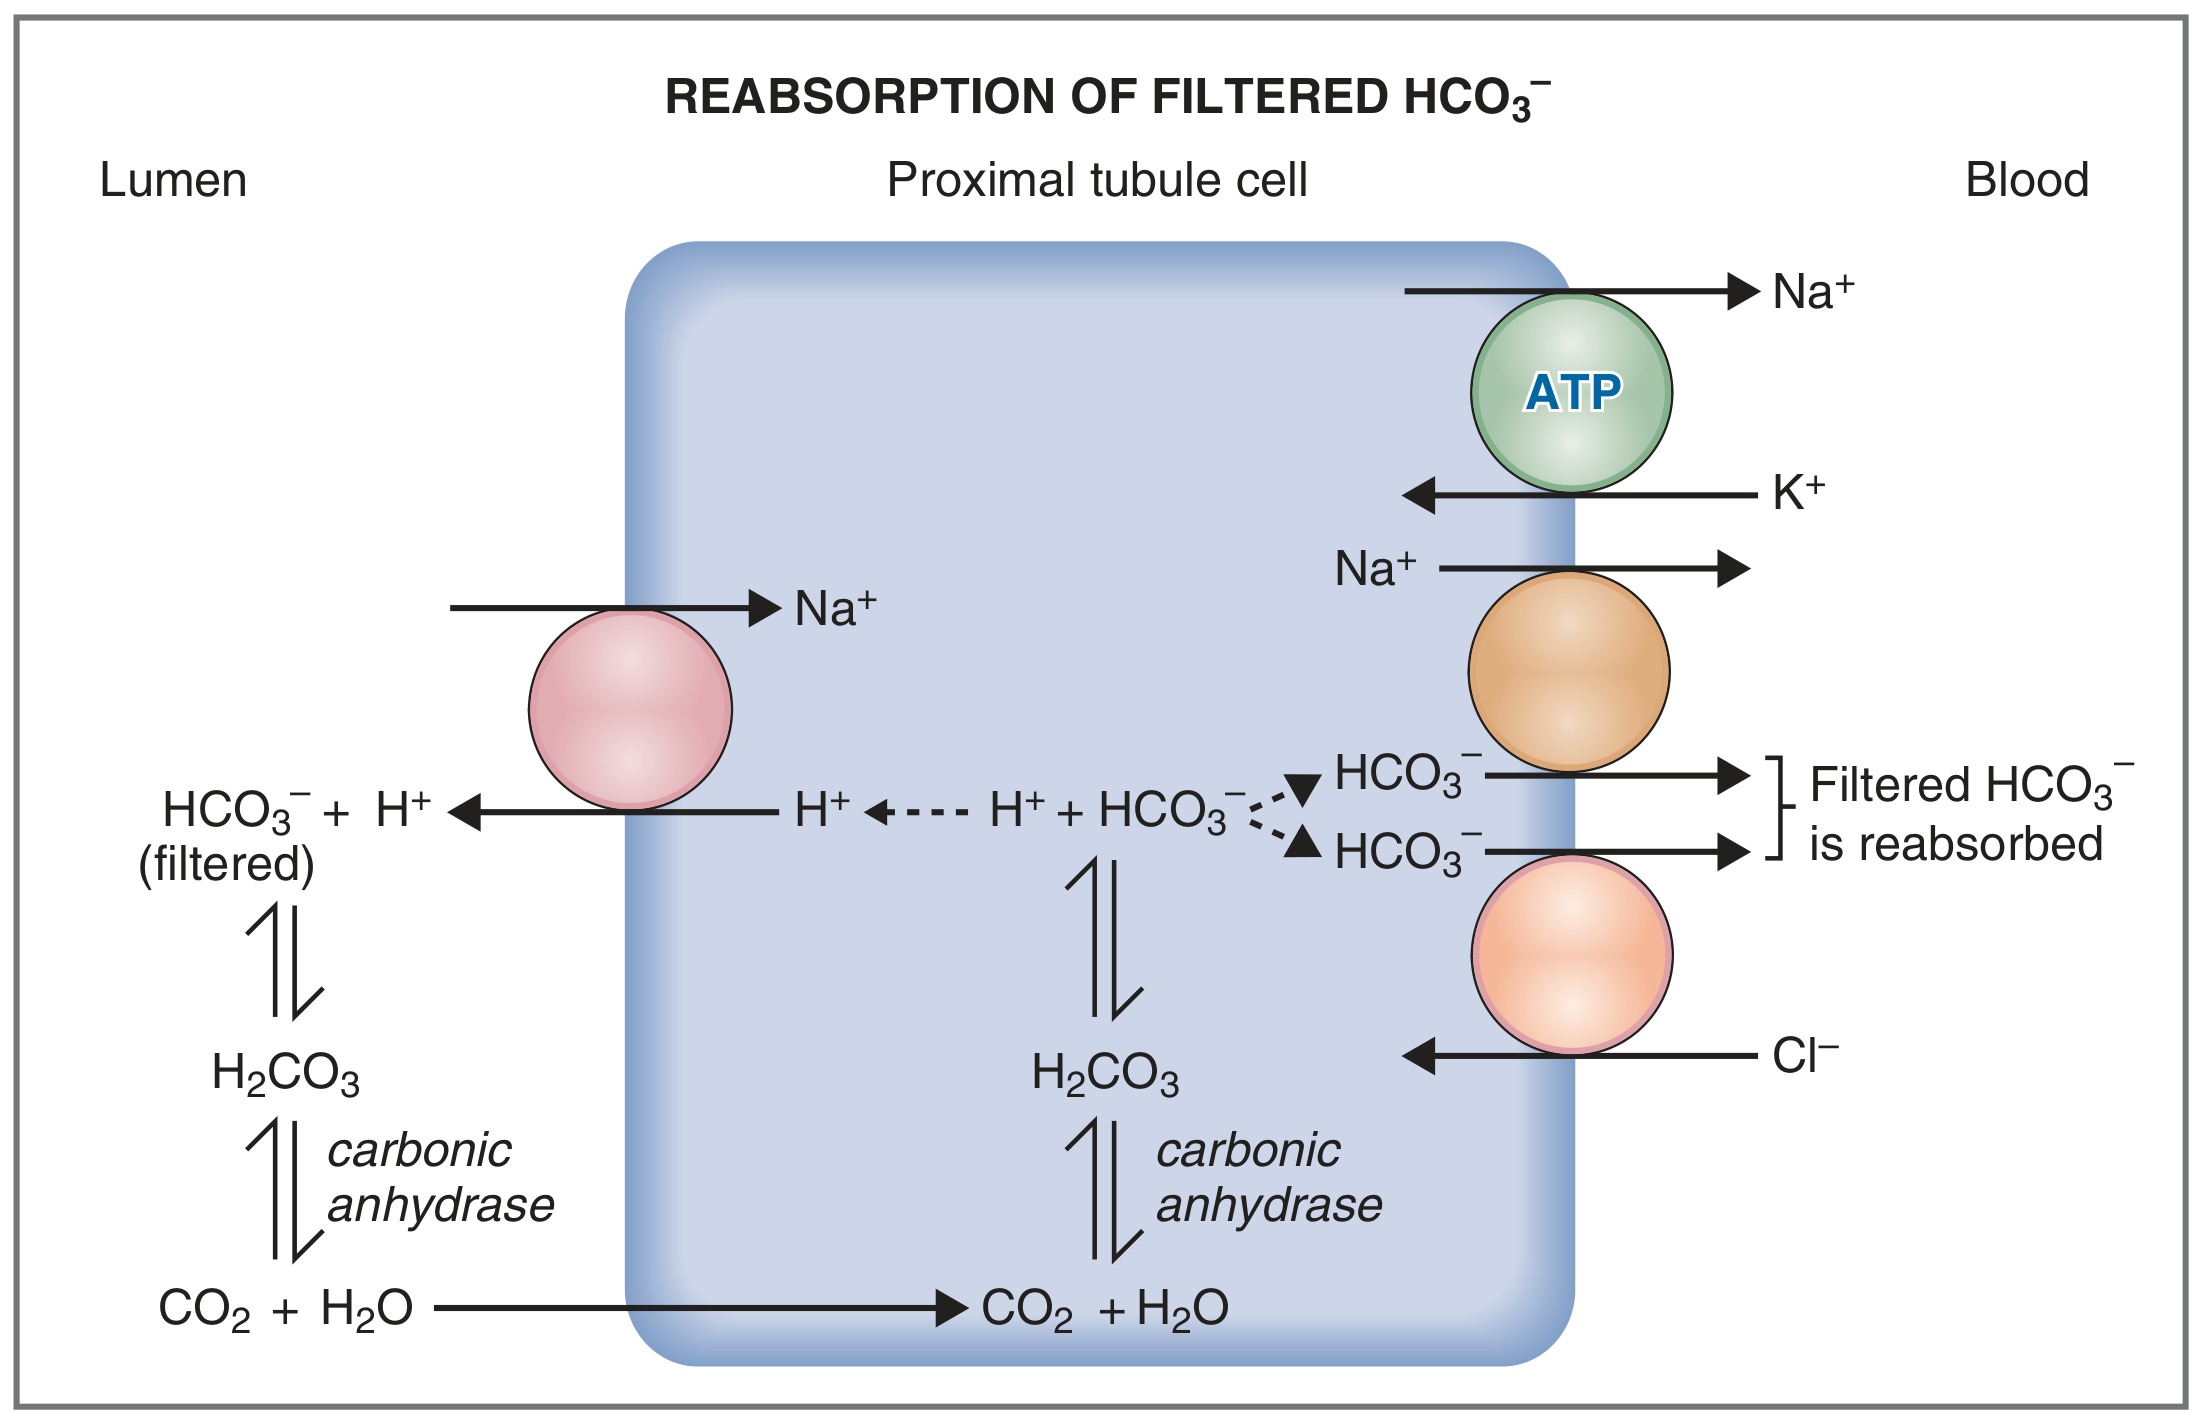 REABSORPTION OF FILTERED HCO₃⁻
Lumen
Proximal tubule cell
Blood
Na⁺
ATP
K⁺
Na⁺
Na⁺
HCO₃⁻ + H⁺
(filtered)
H⁺
H⁺ + HCO₃⁻
HCO₃⁻
HCO₃⁻
Filtered HCO₃⁻
is reabsorbed
H₂CO₃
H₂CO₃
Cl⁻
carbonic
anhydrase
carbonic
anhydrase
CO₂ + H₂O
CO₂ + H₂O